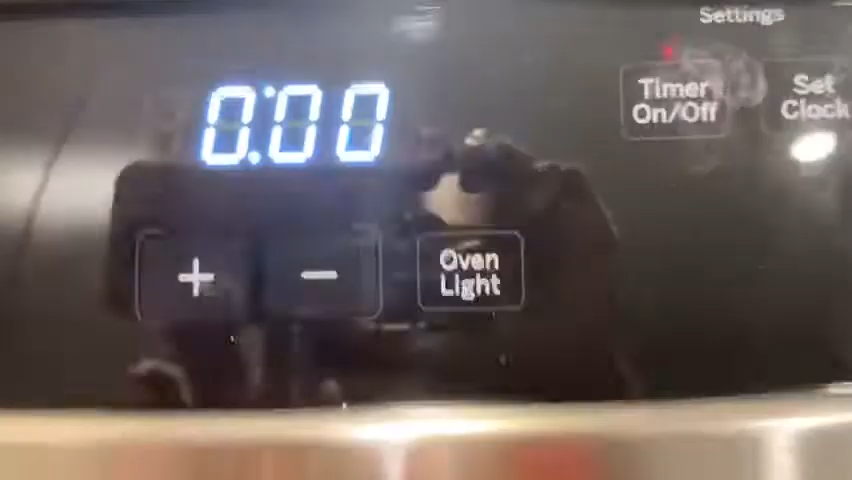 Settings
0:00
Timer
On/Off
Set
Clock
+
-
Oven
Light